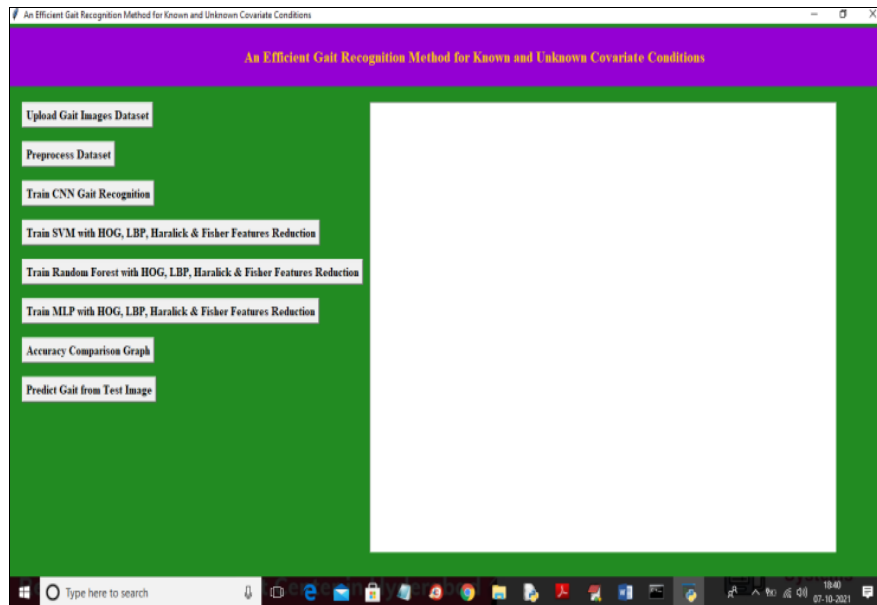 An Efficient Gait Recognition Method for Known and Unknown Covariate Conditions
An Efficient Gait Recognition Method for Known and Unknown Covariate Conditions
Upload Gait Images Dataset
Preprocess Dataset
Train CNN Gait Recognition
Train SVM with HOG, LBP, Haralick & Fisher Features Reduction
Train Random Forest with HOG, LBP, Haralick & Fisher Features Reduction
Train MLP with HOG, LBP, Haralick & Fisher Features Reduction
Accuracy Comparison Graph
Predict Gait from Test Image
Type here to search
18:40
07-10-2021